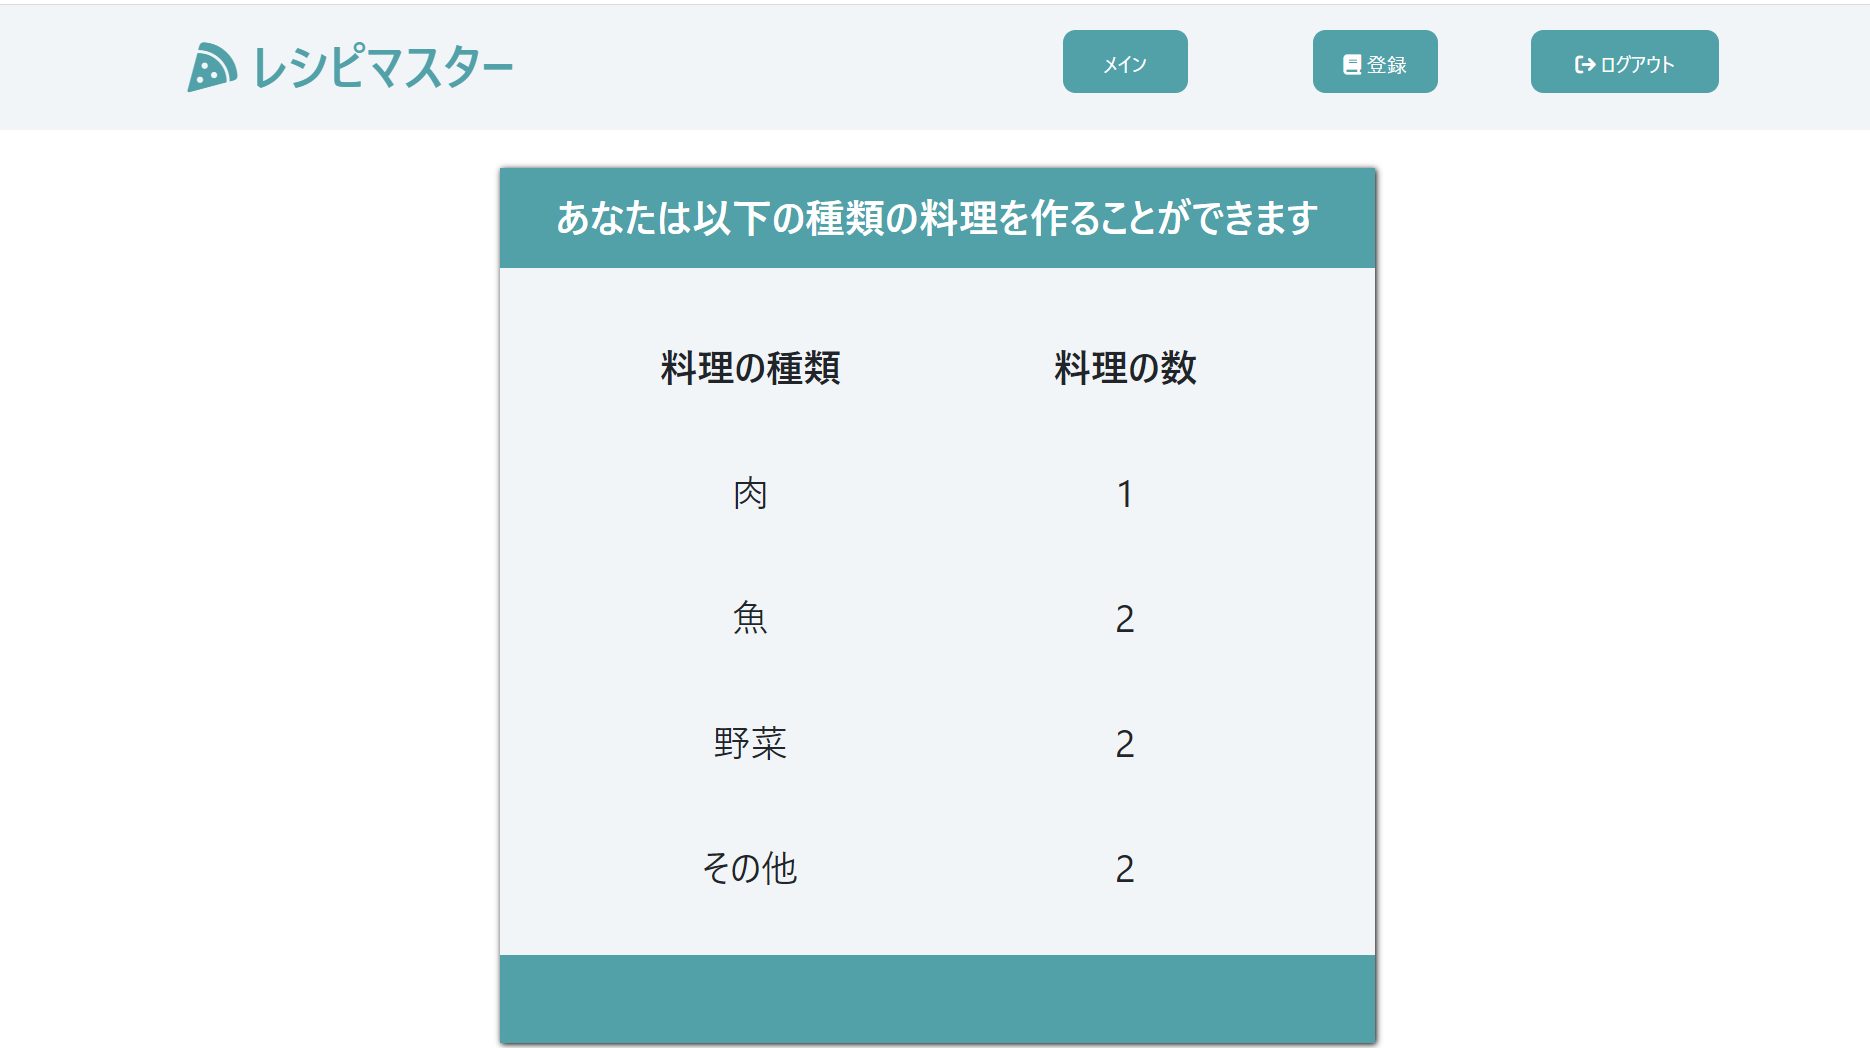 レシピマスター
メイン
登録
ログアウト
あなたは以下の種類の料理を作ることができます
料理の種類 料理の数
肉 1
魚 2
野菜 2
その他 2